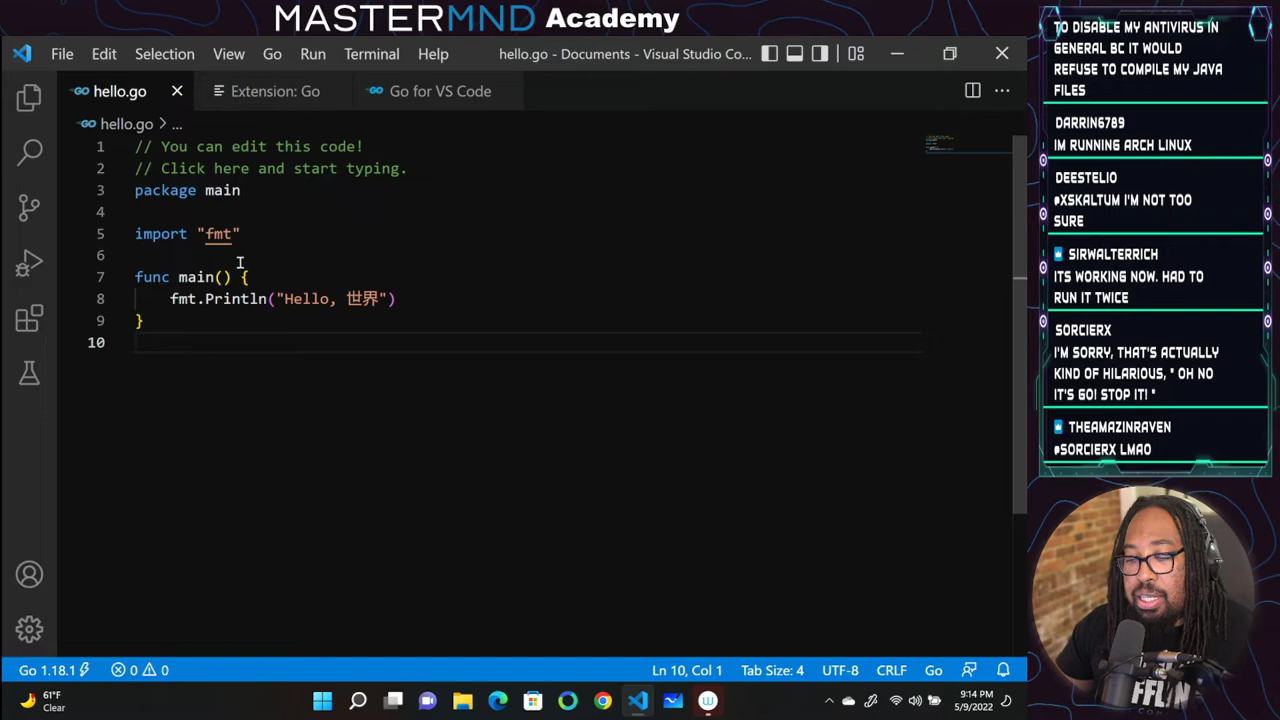 MASTERMND Academy
File Edit Selection View Go Run Terminal Help hello.go - Documents - Visual Studio Co...
hello.go Extension: Go Go for VS Code
hello.go > ...
1 // You can edit this code!
2 // Click here and start typing.
3 package main
4
5 import "fmt"
6
7 func main() {
8 fmt.Println("Hello, 世界")
9 }
10
Go 1.18.1 0 0 Ln 10, Col 1 Tab Size: 4 UTF-8 CRLF Go
61°F
Clear
9:14 PM
5/9/2022
TO DISABLE MY ANTIVIRUS IN
GENERAL BC IT WOULD
REFUSE TO COMPILE MY JAVA
FILES
DARRIN6789
IM RUNNING ARCH LINUX
DEESTELIO
@XSKALTUM I'M NOT TOO
SURE
SIRWALTERRICH
ITS WORKING NOW. HAD TO
RUN IT TWICE
SORCIERX
I'M SORRY, THAT'S ACTUALLY
KIND OF HILARIOUS, " OH NO
IT'S GO! STOP IT! "
THEAMAZINRAVEN
@SORCIERX LMAO